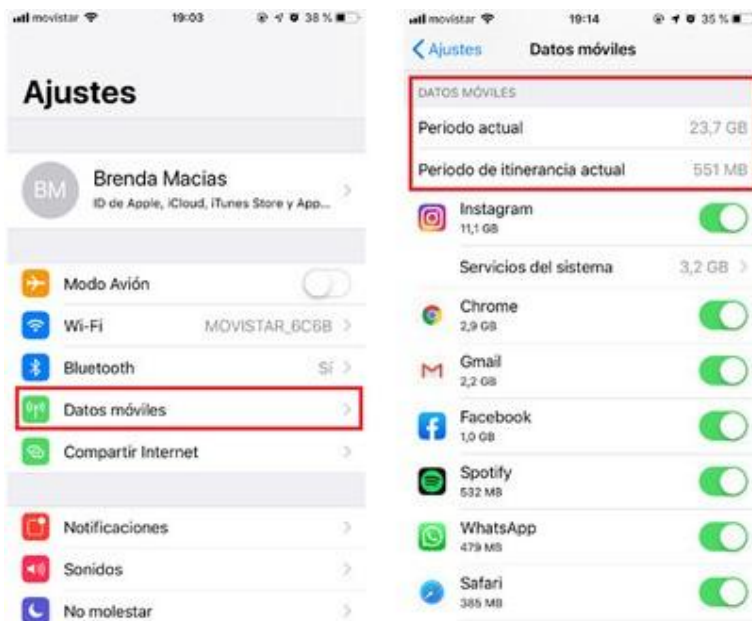 movistar 19:03 38 %
Ajustes
BM
Brenda Macias
ID de Apple, iCloud, iTunes Store y App...
Modo Avión
Wi-Fi MOVISTAR_6C6B
Bluetooth Sí
Datos móviles
Compartir Internet
Notificaciones
Sonidos
No molestar
movistar 19:14 35 %
Ajustes Datos móviles
DATOS MÓVILES
Periodo actual 23,7 GB
Periodo de itinerancia actual 551 MB
Instagram
11,1 GB
Servicios del sistema 3,2 GB
Chrome
2,9 GB
Gmail
2,2 GB
Facebook
1,0 GB
Spotify
532 MB
WhatsApp
479 MB
Safari
385 MB